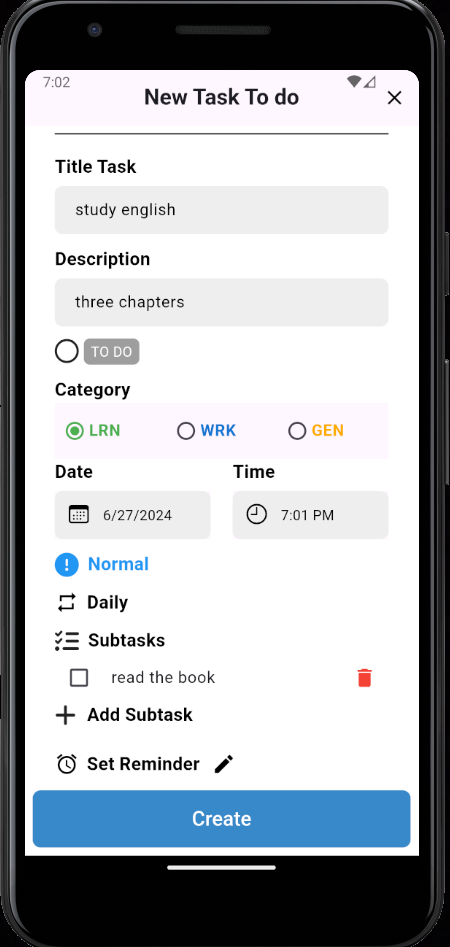 7:02
New Task To do
Title Task
study english
Description
three chapters
TO DO
Category
LRN WRK GEN
Date Time
6/27/2024 7:01 PM
Normal
Daily
Subtasks
read the book
Add Subtask
Set Reminder
Create